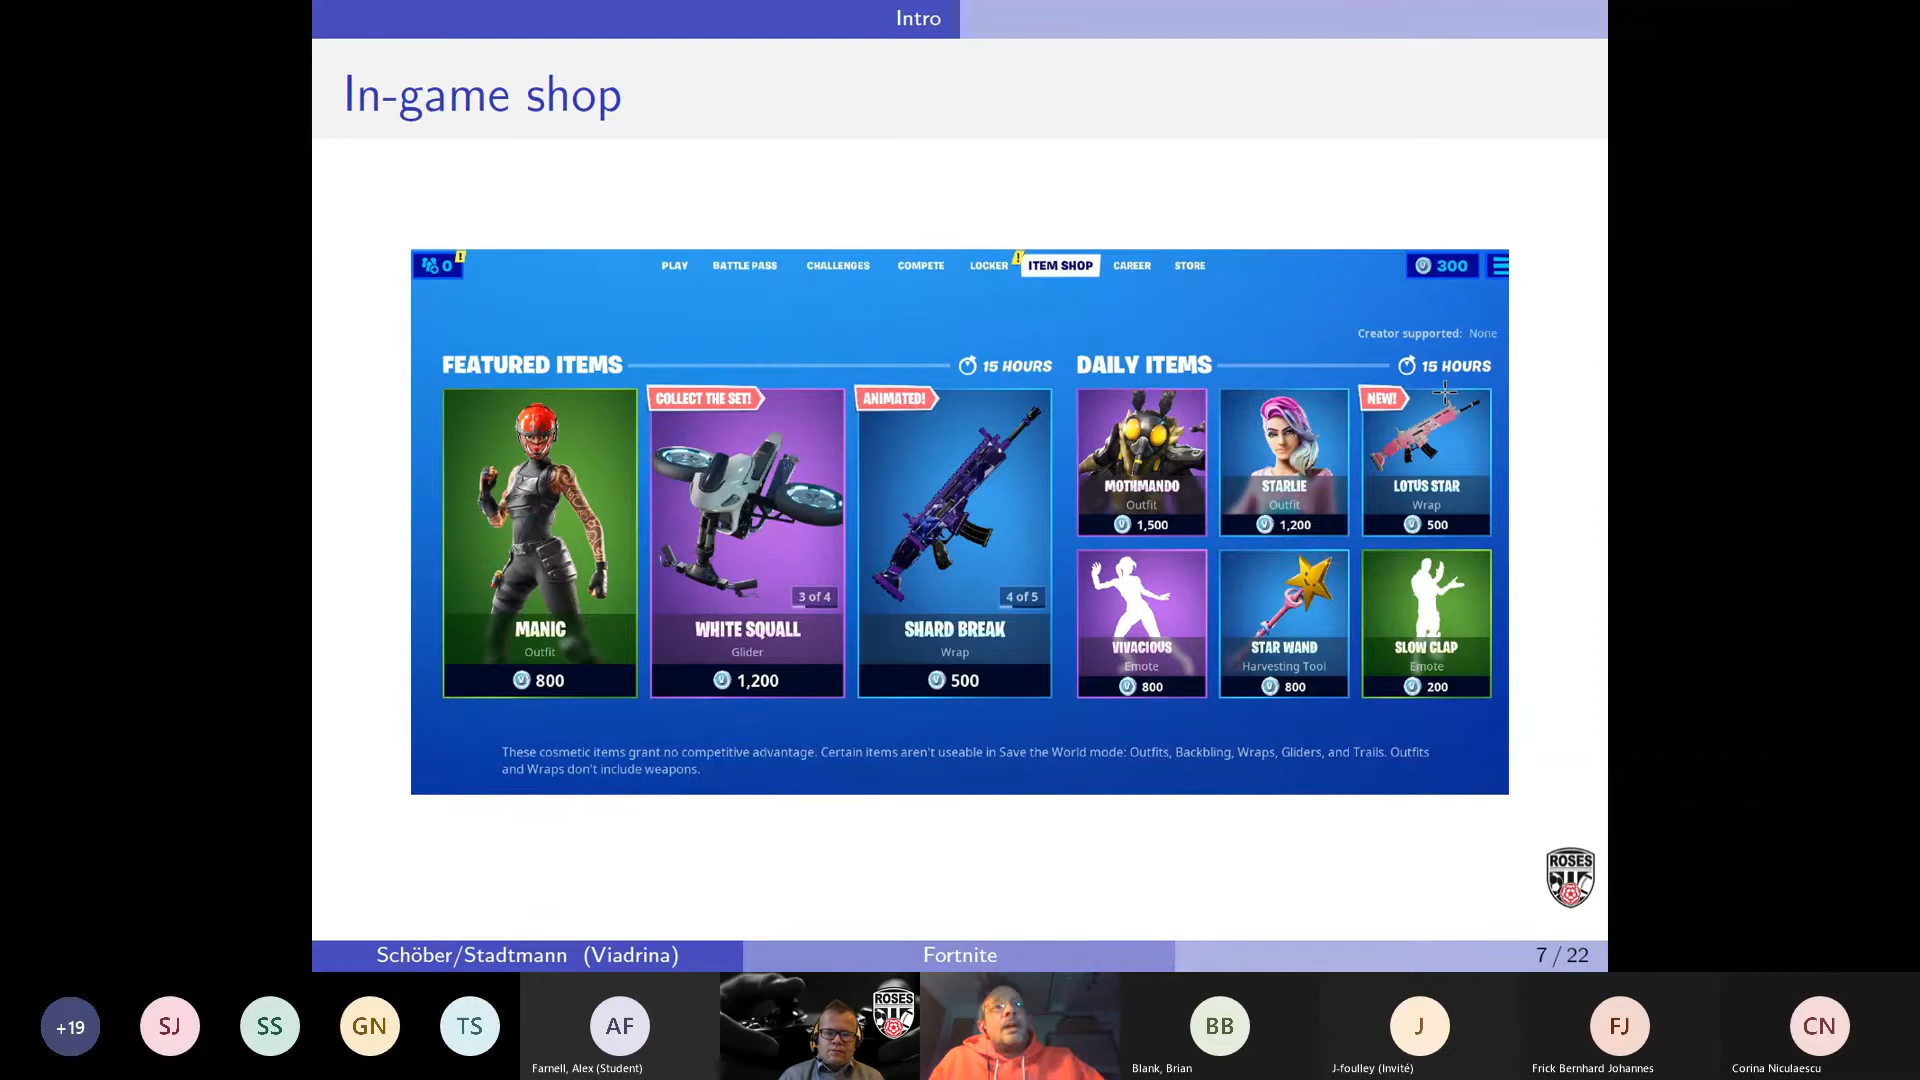 Intro
In-game shop
0
!
PLAY
BATTLE PASS
CHALLENGES
COMPETE
LOCKER
!
ITEM SHOP
CAREER
STORE
300
Creator supported: None
FEATURED ITEMS
15 HOURS
DAILY ITEMS
15 HOURS
MANIC
Outfit
800
COLLECT THE SET!
3 of 4
WHITE SQUALL
Glider
1,200
ANIMATED!
4 of 5
SHARD BREAK
Wrap
500
MOTHMANDO
Outfit
1,500
STARLIE
Outfit
1,200
NEW!
LOTUS STAR
Wrap
500
VIVACIOUS
Emote
800
STAR WAND
Harvesting Tool
800
SLOW CLAP
Emote
200
These cosmetic items grant no competitive advantage. Certain items aren't useable in Save the World mode: Outfits, Backbling, Wraps, Gliders, and Trails. Outfits
and Wraps don't include weapons.
ROSES
Schöber/Stadtmann (Viadrina)
Fortnite
7 / 22
+19
SJ
SS
GN
TS
AF
Farnell, Alex (Student)
ROSES
BB
Blank, Brian
J
J-foulley (Invité)
FJ
Frick Bernhard Johannes
CN
Corina Niculaescu